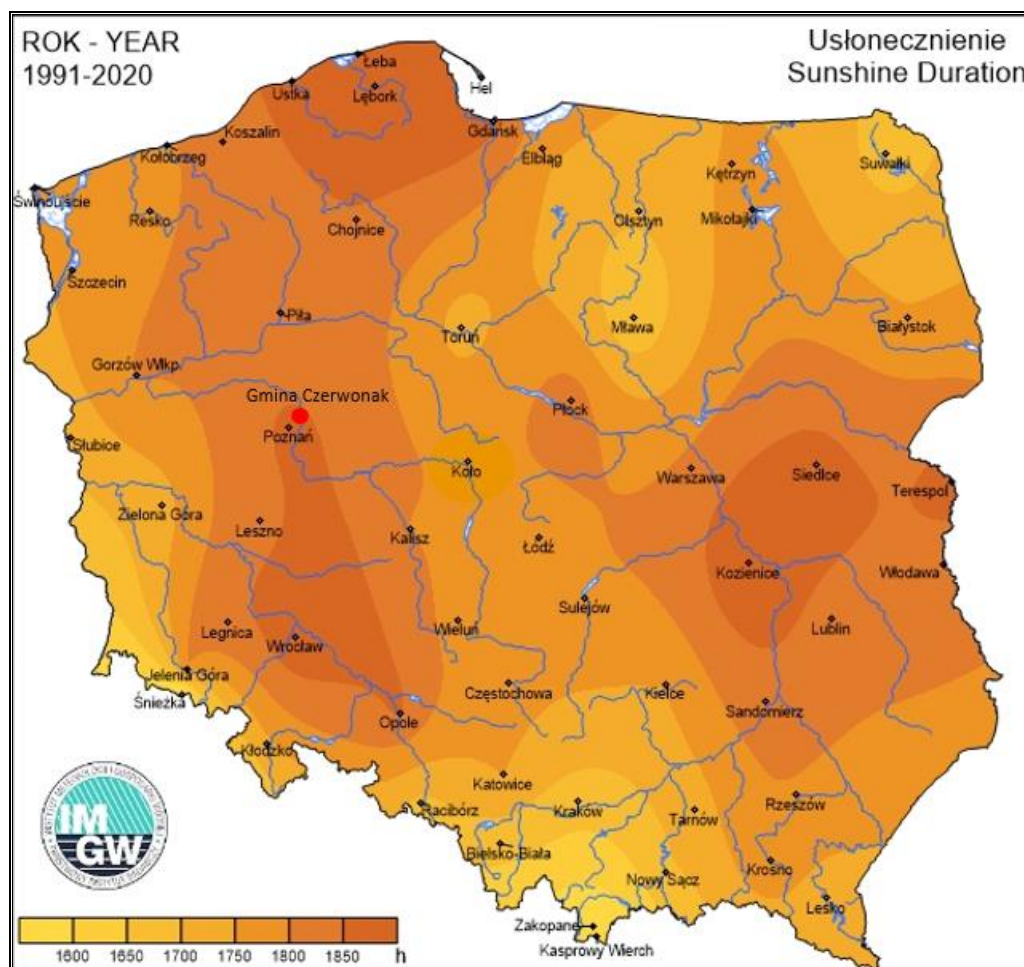 ROK - YEAR
1991-2020
Usłonecznienie
Sunshine Duration
Łeba
Ustka
Lębork
Hel
Gdańsk
Koszalin
Kołobrzeg
Elbląg
Suwałki
Kętrzyn
Świnoujście
Resko
Chojnice
Olsztyn
Mikołajki
Szczecin
Piła
Toruń
Mława
Białystok
Gorzów Wlkp.
Gmina Czerwonak
Płock
Poznań
Słubice
Koło
Warszawa
Siedlce
Terespol
Zielona Góra
Leszno
Kalisz
Łódź
Kozienice
Włodawa
Sulejów
Legnica
Wrocław
Wieluń
Lublin
Jelenia Góra
Śnieżka
Częstochowa
Kielce
Sandomierz
Opole
Kłodzko
Katowice
Racibórz
Kraków
Tarnów
Rzeszów
Bielsko-Biała
Nowy Sącz
Krosno
Lesko
Zakopane
Kasprowy Wierch
IM
GW
1600 1650 1700 1750 1800 1850 h